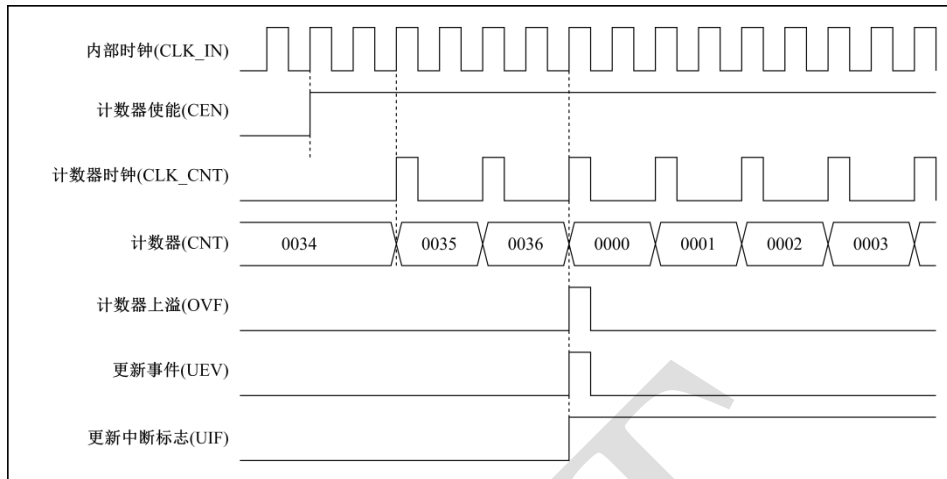 内部时钟(CLK_IN)
计数器使能(CEN)
计数器时钟(CLK_CNT)
计数器(CNT) 0034 0035 0036 0000 0001 0002 0003
计数器上溢(OVF)
更新事件(UEV)
更新中断标志(UIF)